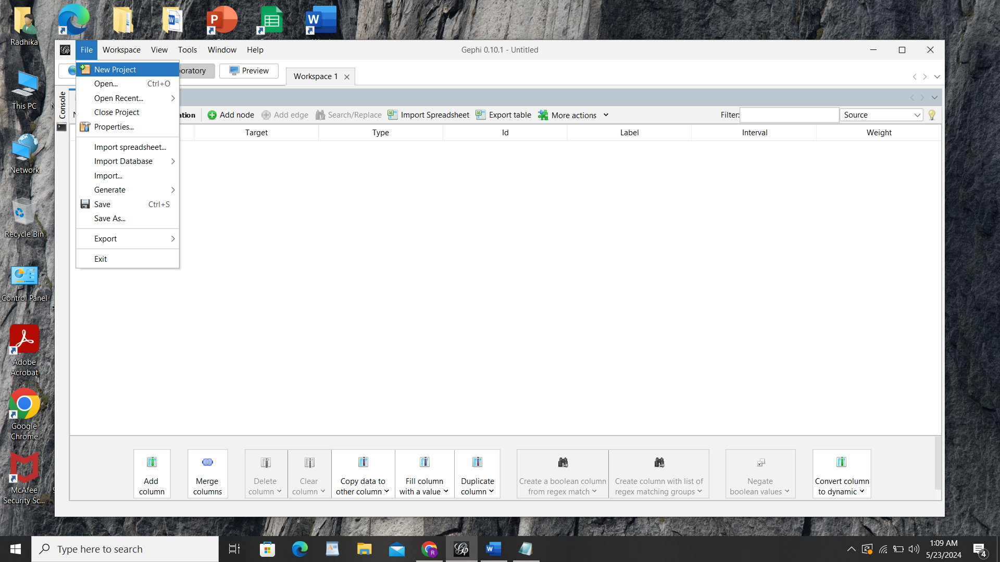 Radhika
This PC
Network
Recycle Bin
Control Panel
Adobe
Acrobat
Google
Chrome
McAfee
Security Sc...
File Workspace View Tools Window Help
Gephi 0.10.1 - Untitled
Preview
Workspace 1
Console
New Project
Open... Ctrl+O
Open Recent...
Close Project
Properties...
Import spreadsheet...
Import Database
Import...
Generate
Save Ctrl+S
Save As...
Export
Exit
Add node Add edge Search/Replace Import Spreadsheet Export table More actions Filter: Source
Target Type Id Label Interval Weight
Add
column
Merge
columns
Delete
column
Clear
column
Copy data to
other column
Fill column
with a value
Duplicate
column
Create a boolean column
from regex match
Create column with list of
regex matching groups
Negate
boolean values
Convert column
to dynamic
Type here to search
1:09 AM
5/23/2024
4